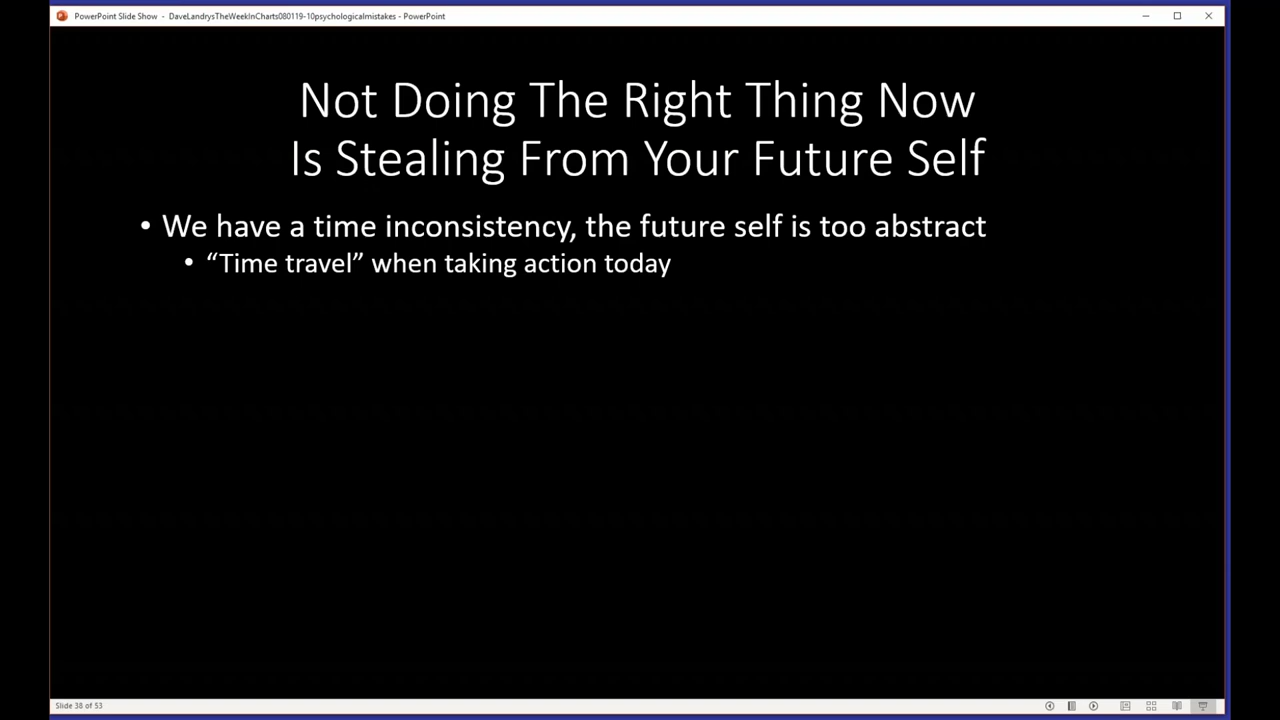 PowerPoint Slide Show - DaveLandrysTheWeekInCharts080119-10psychologicalmistakes - PowerPoint
Not Doing The Right Thing Now
Is Stealing From Your Future Self
• We have a time inconsistency, the future self is too abstract
• “Time travel” when taking action today
Slide 38 of 53